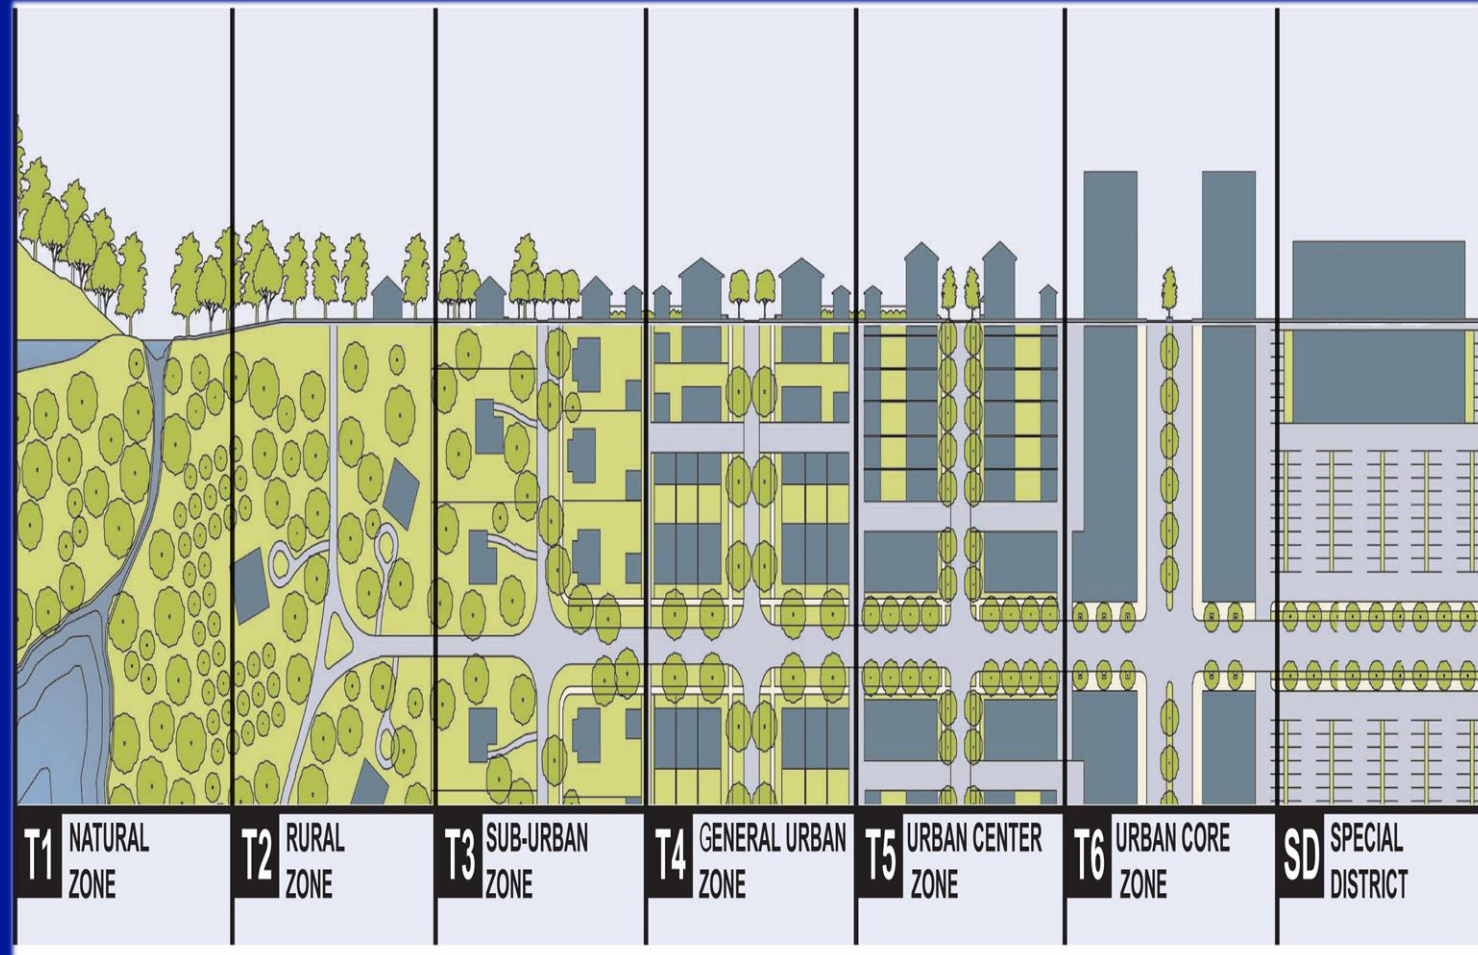 T1 NATURAL
ZONE
T2 RURAL
ZONE
T3 SUB-URBAN
ZONE
T4 GENERAL URBAN
ZONE
T5 URBAN CENTER
ZONE
T6 URBAN CORE
ZONE
SD SPECIAL
DISTRICT